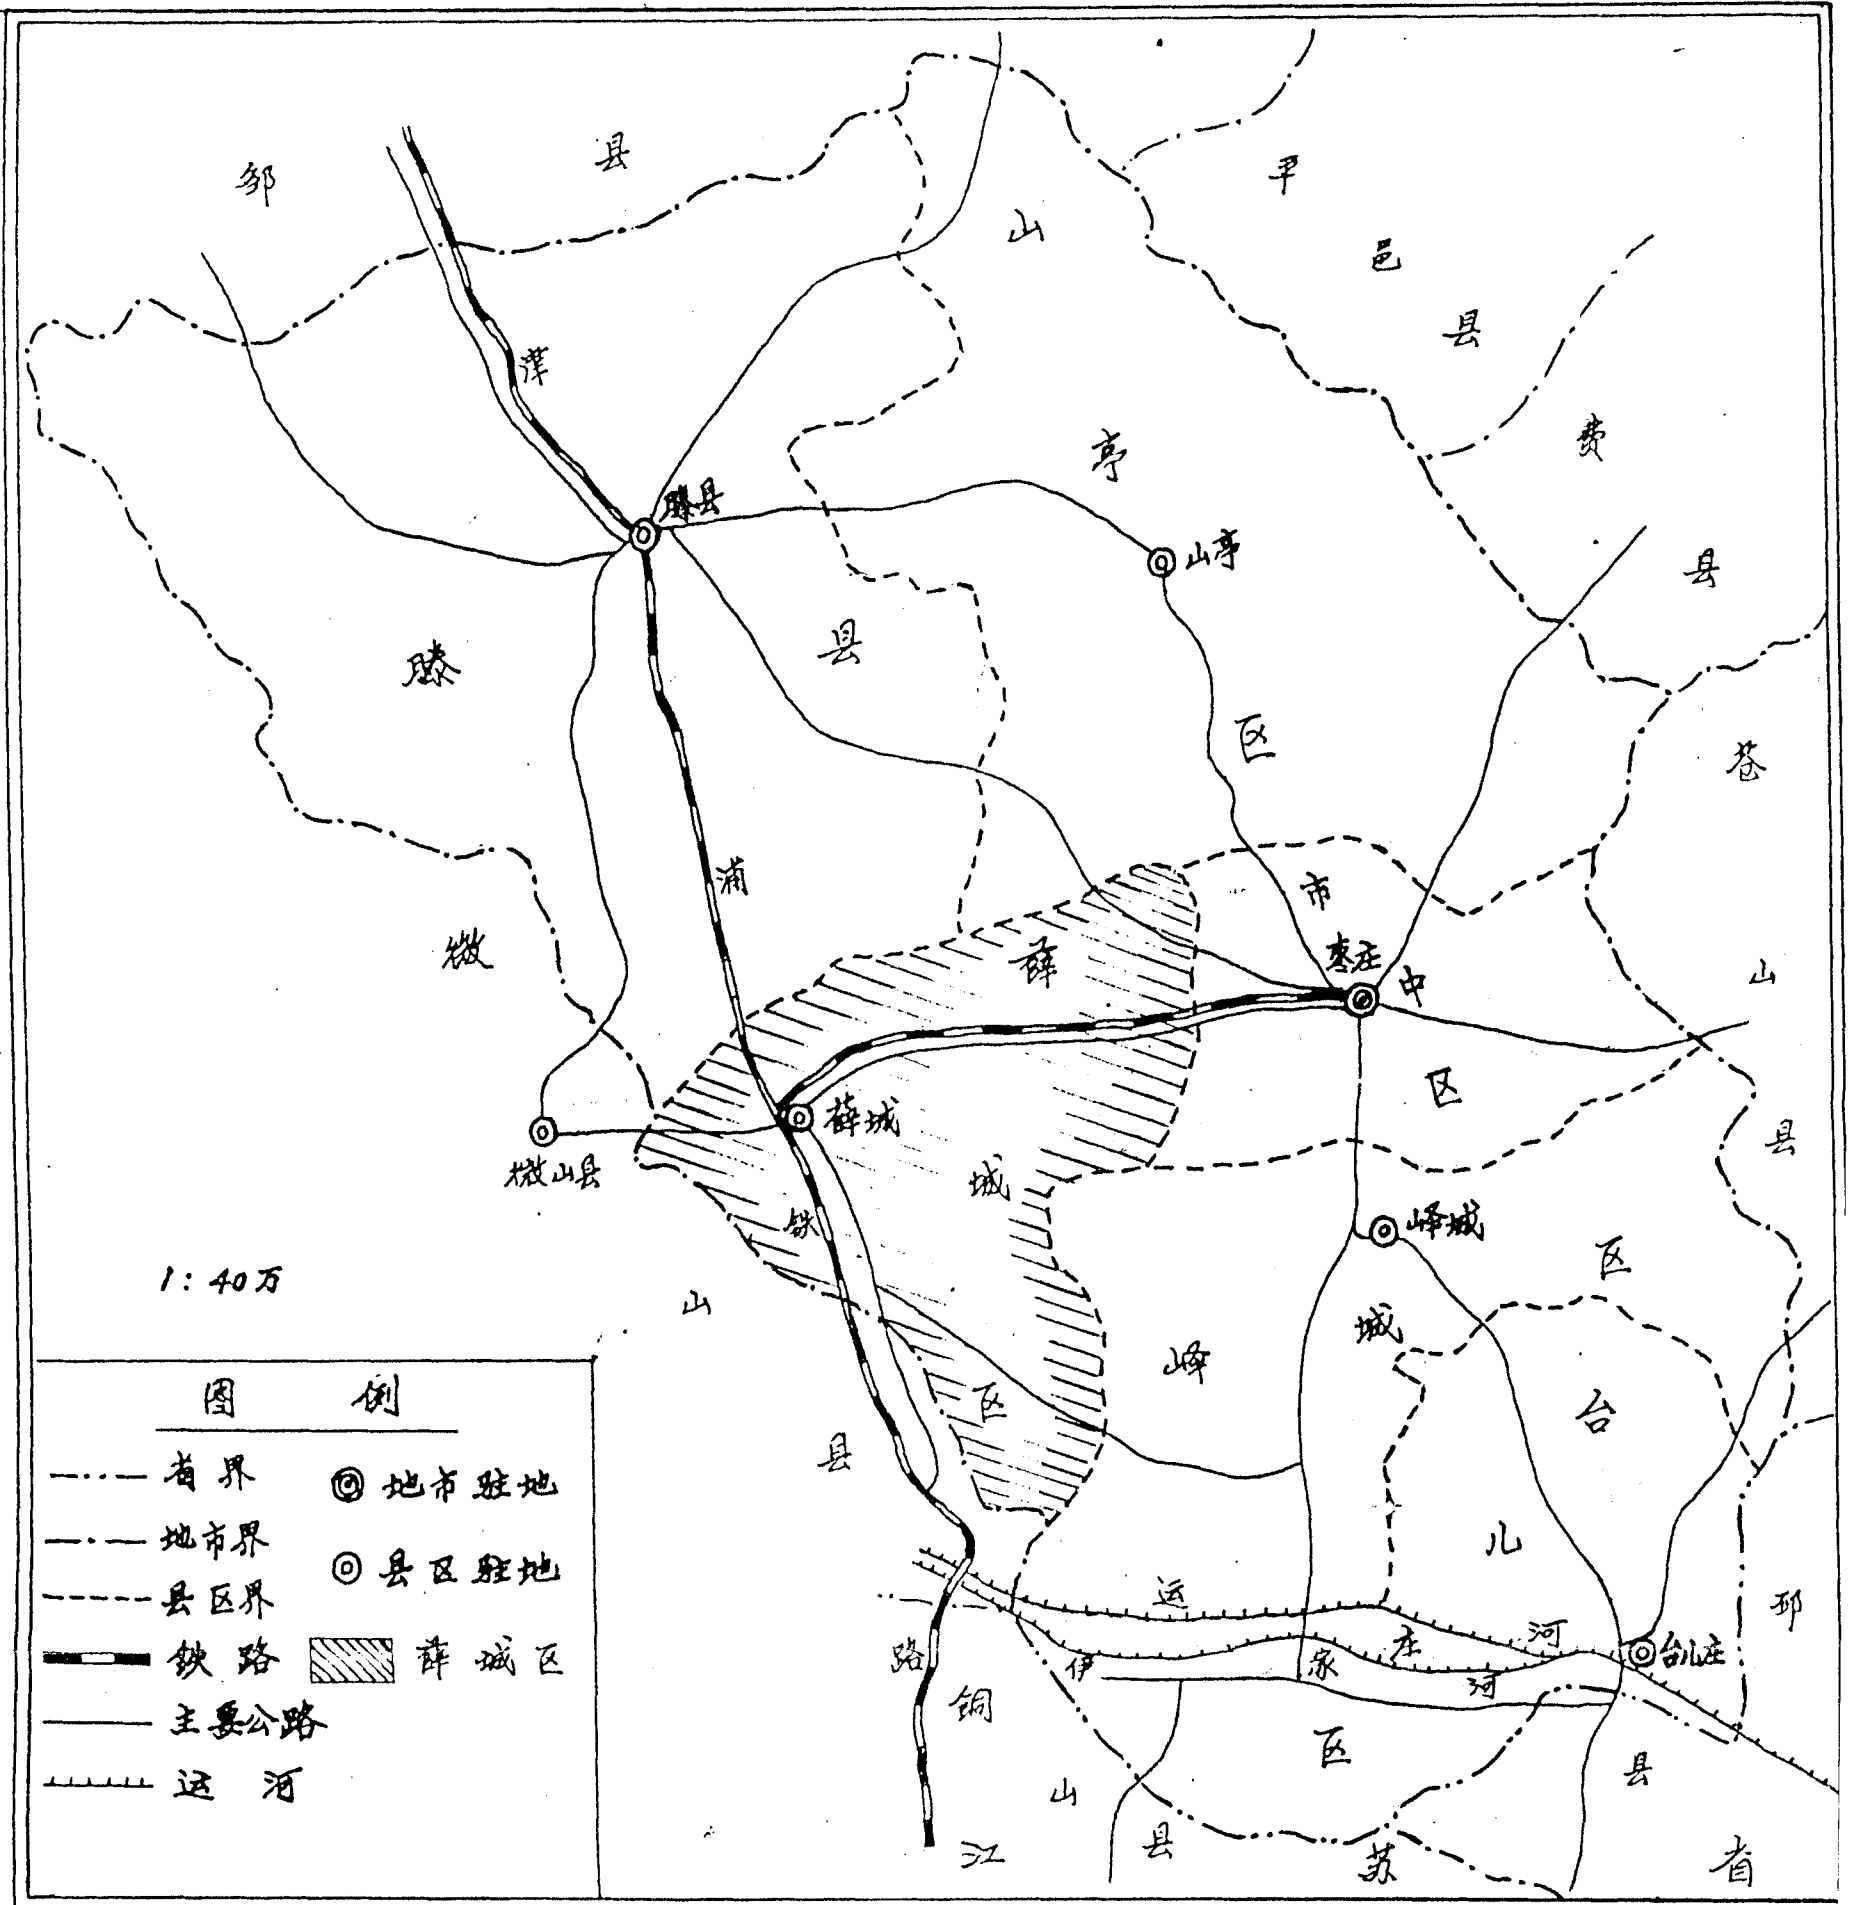 邹县
平邑县
费县
苍山县
山亭区
津浦铁路
滕县
山亭
滕县
市中区
枣庄
薛城区
薛城
微山县
微山县
峄城
峄城区
台儿庄区
台儿庄
运河
伊家河
铜山县
邳县
江苏省
1:40万
图例
省界
地市驻地
地市界
县区驻地
县区界
铁路
薛城区
主要公路
运河